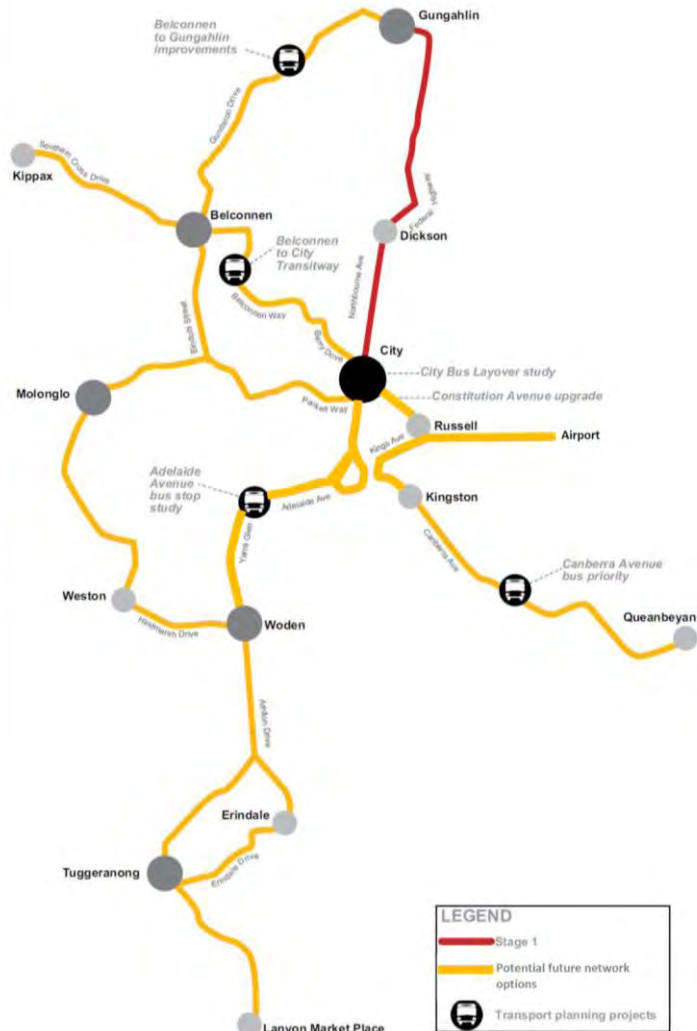 Gungahlin
Belconnen
to Gungahlin
improvements
Gundaroo Drive
Southern Cross Drive
Kippax
Federal
Highway
Belconnen
Dickson
Belconnen
to City
Transitway
Northbourne Ave
Belconnen Way
Barry Drive
City
City Bus Layover study
Constitution Avenue upgrade
Molonglo
Parkes Way
Russell
Airport
Kings Ave
Adelaide
Avenue
bus stop
study
Adelaide Ave
Kingston
Yarra Glen
Canberra Ave
Canberra Avenue
bus priority
Weston
Hindmarsh Drive
Woden
Queanbeyan
Athllon Drive
Erindale
Tuggeranong
Erindale Drive
Lanyon Market Place
LEGEND
Stage 1
Potential future network
options
Transport planning projects